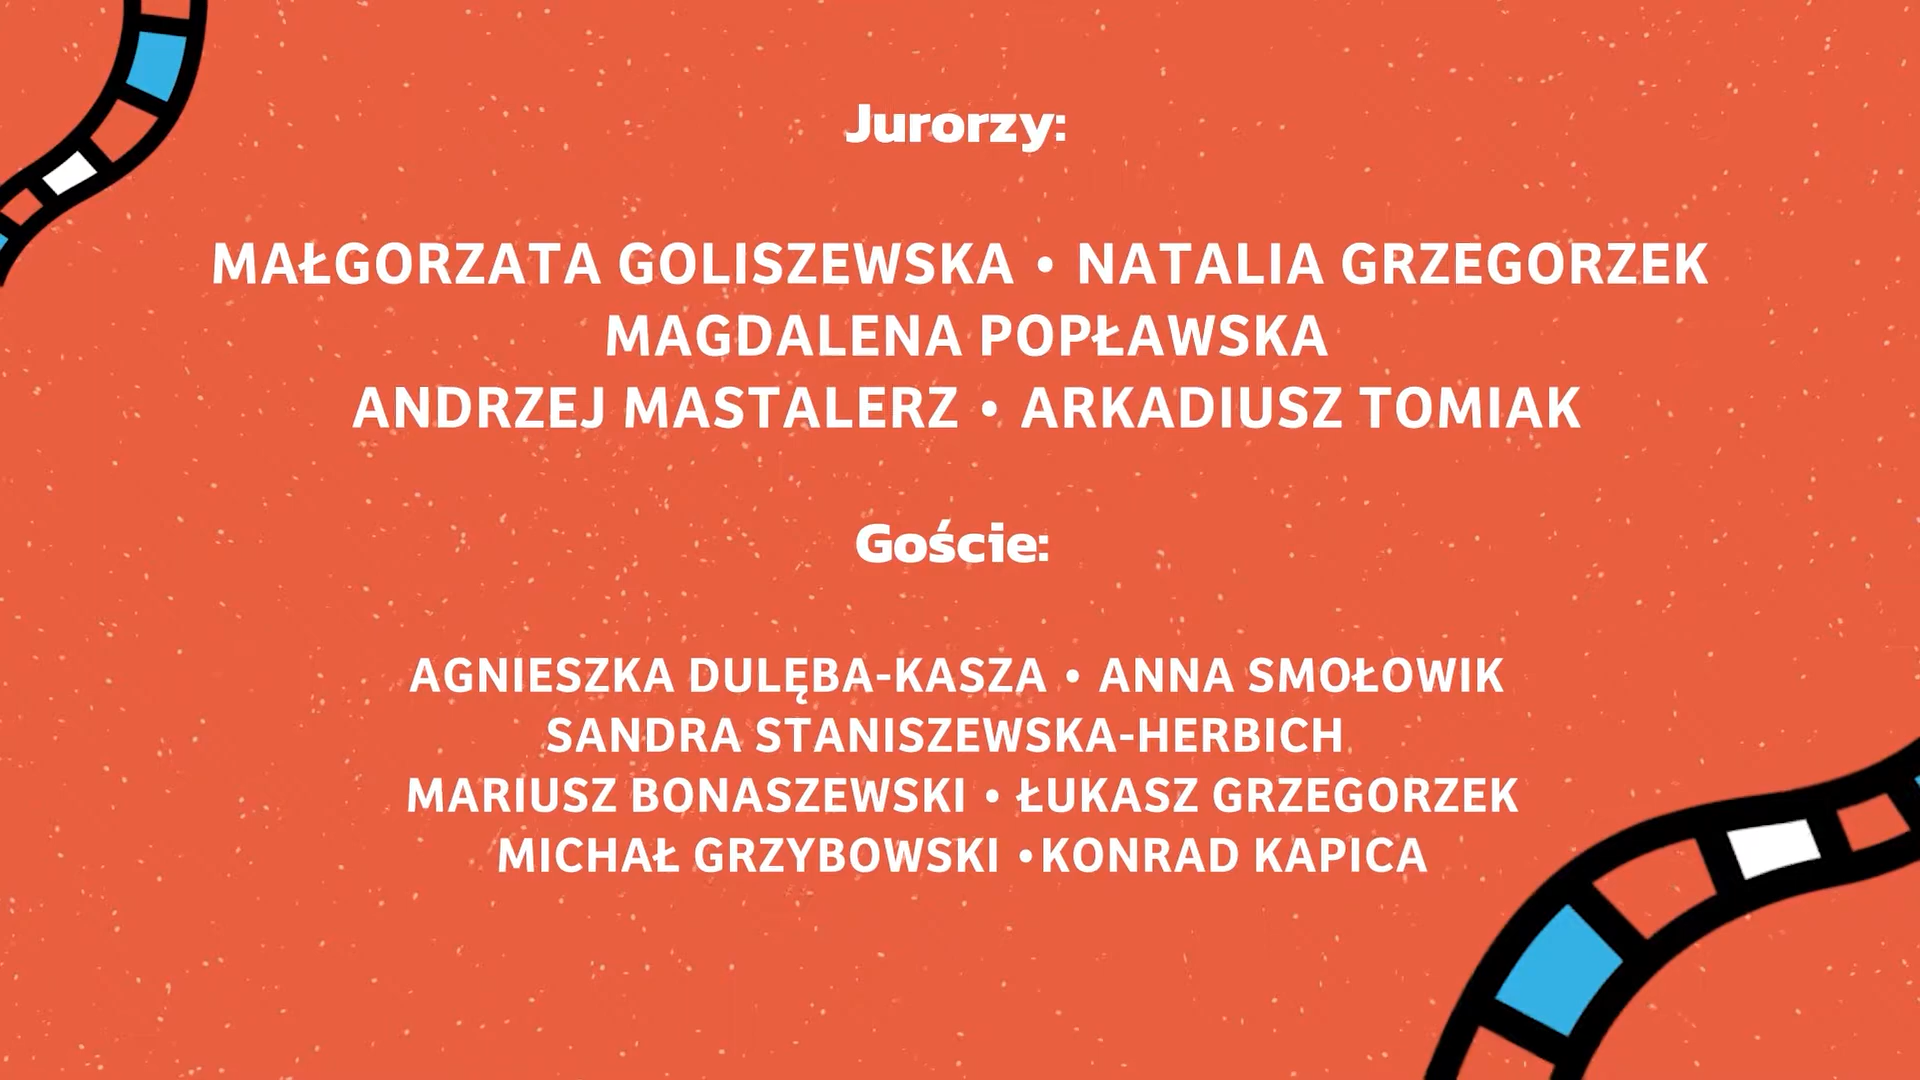 Jurorzy:
MAŁGORZATA GOLISZEWSKA • NATALIA GRZEGORZEK
MAGDALENA POPŁAWSKA
ANDRZEJ MASTALERZ • ARKADIUSZ TOMIAK
Goście:
AGNIESZKA DULĘBA-KASZA • ANNA SMOŁOWIK
SANDRA STANISZEWSKA-HERBICH
MARIUSZ BONASZEWSKI • ŁUKASZ GRZEGORZEK
MICHAŁ GRZYBOWSKI •KONRAD KAPICA